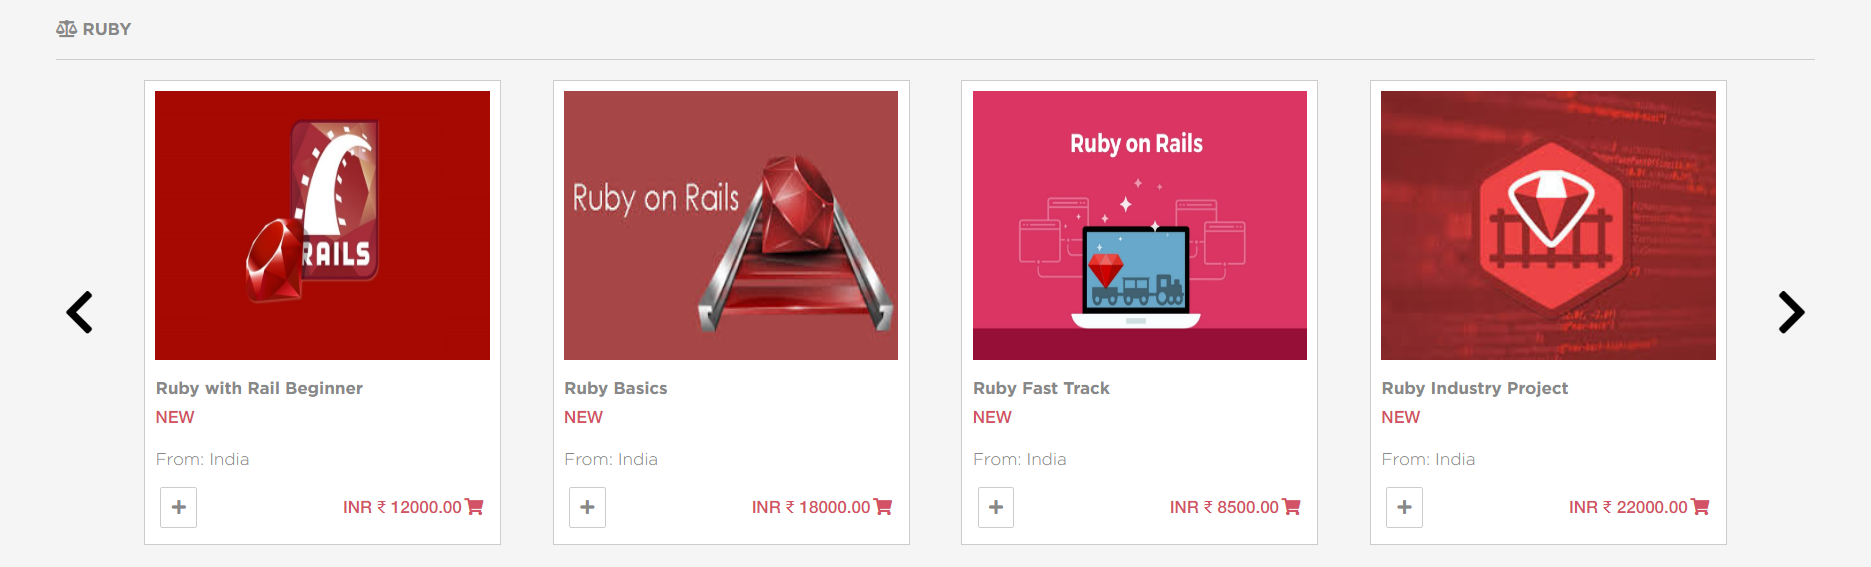 RUBY
RAILS
Ruby with Rail Beginner
NEW
From: India
INR ₹ 12000.00
Ruby on Rails
Ruby Basics
NEW
From: India
INR ₹ 18000.00
Ruby on Rails
Ruby Fast Track
NEW
From: India
INR ₹ 8500.00
Ruby Industry Project
NEW
From: India
INR ₹ 22000.00